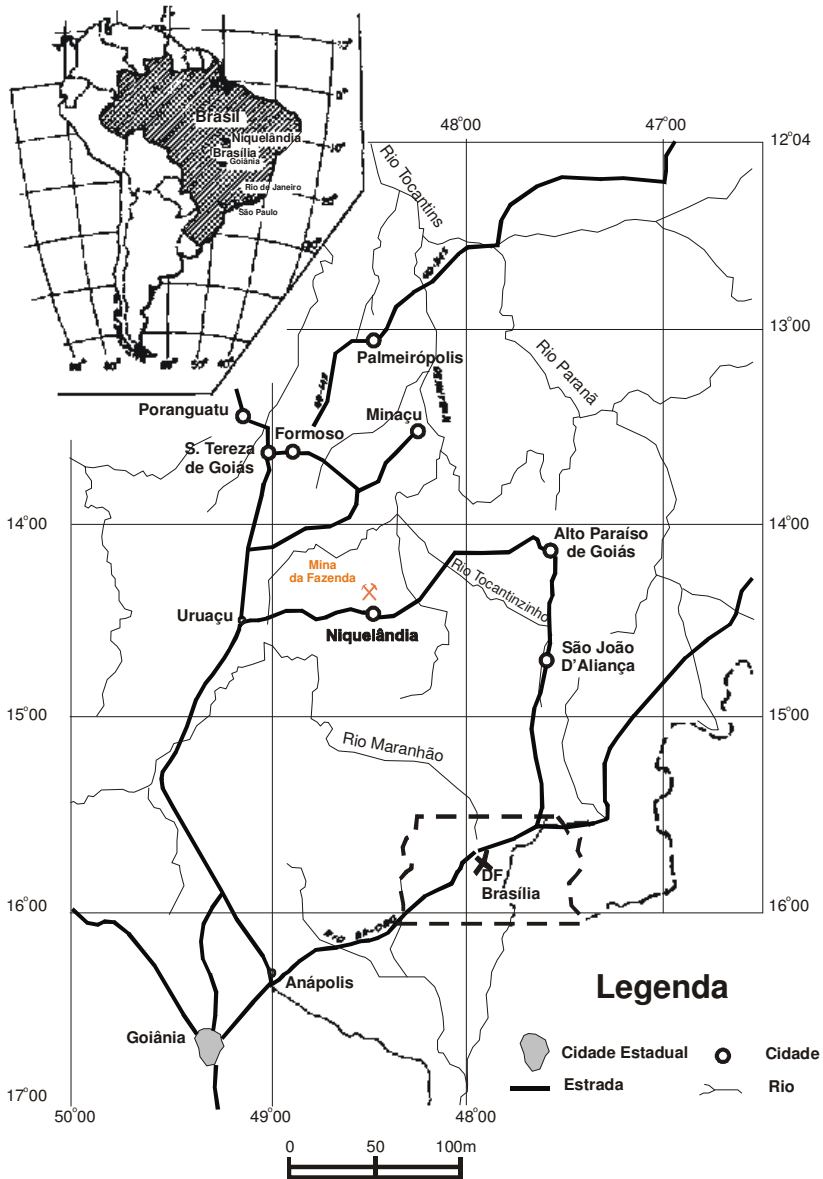 Brasil
Niquelândia
Brasília
Goiânia
Rio de Janeiro
São Paulo
48°00
47°00
12°04
Rio Tocantins
13°00
Palmeirópolis
Rio Paranã
Poranguatu
Minaçu
Formoso
S. Tereza
de Goiás
14°00
14°00
Alto Paraíso
de Goiás
Mina
da Fazenda
Rio Tocantinzinho
Uruaçu
Niquelândia
São João
D'Aliança
15°00
15°00
Rio Maranhão
DF
Brasília
16°00
16°00
Anápolis
Legenda
Goiânia
Cidade Estadual
Cidade
Estrada
Rio
17°00
50°00
49°00
48°00
0 50 100m